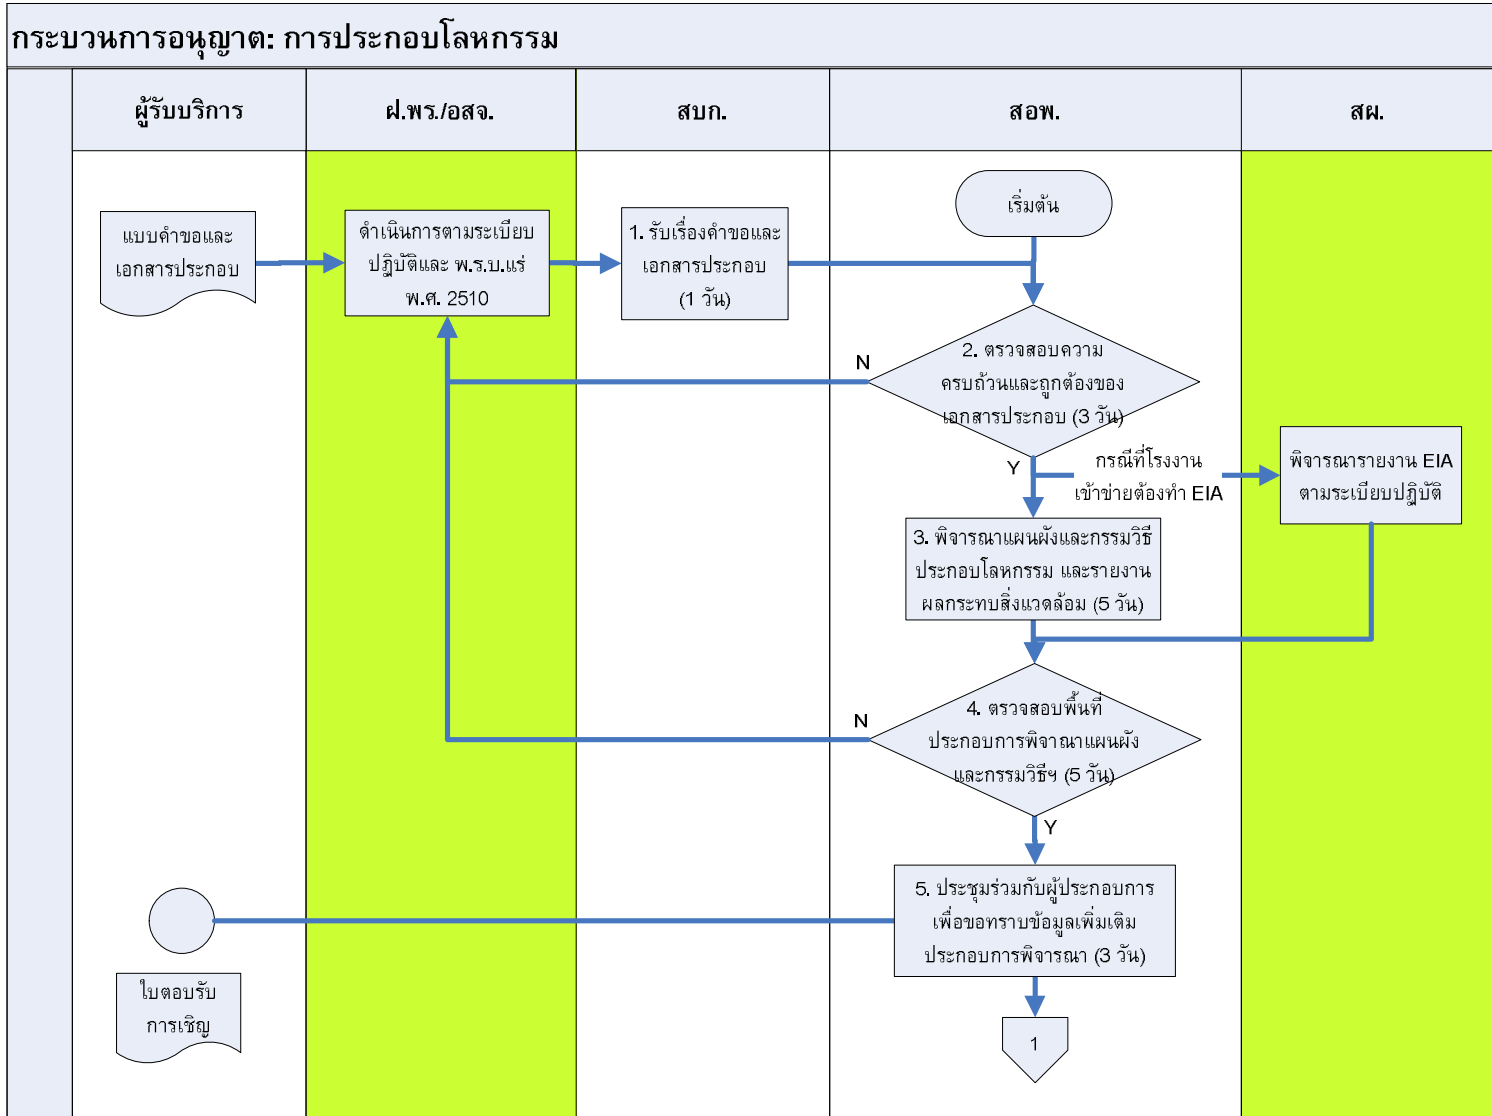 กระบวนการอนุญาต: การประกอบโลหกรรม
ผู้รับบริการ
ฝ.พร./อสจ.
สบก.
สอพ.
สผ.
เริ่มต้น
แบบคำขอและ
เอกสารประกอบ
ดำเนินการตามระเบียบ
ปฏิบัติและ พ.ร.บ.แร่
พ.ศ. 2510
1. รับเรื่องคำขอและ
เอกสารประกอบ
(1 วัน)
2. ตรวจสอบความ
ครบถ้วนและถูกต้องของ
เอกสารประกอบ (3 วัน)
N
Y
กรณีที่โรงงาน
เข้าข่ายต้องทำ EIA
พิจารณารายงาน EIA
ตามระเบียบปฏิบัติ
3. พิจารณาแผนผังและกรรมวิธี
ประกอบโลหกรรม และรายงาน
ผลกระทบสิ่งแวดล้อม (5 วัน)
4. ตรวจสอบพื้นที่
ประกอบการพิจาณาแผนผัง
และกรรมวิธีฯ (5 วัน)
N
Y
5. ประชุมร่วมกับผู้ประกอบการ
เพื่อขอทราบข้อมูลเพิ่มเติม
ประกอบการพิจารณา (3 วัน)
ใบตอบรับ
การเชิญ
1